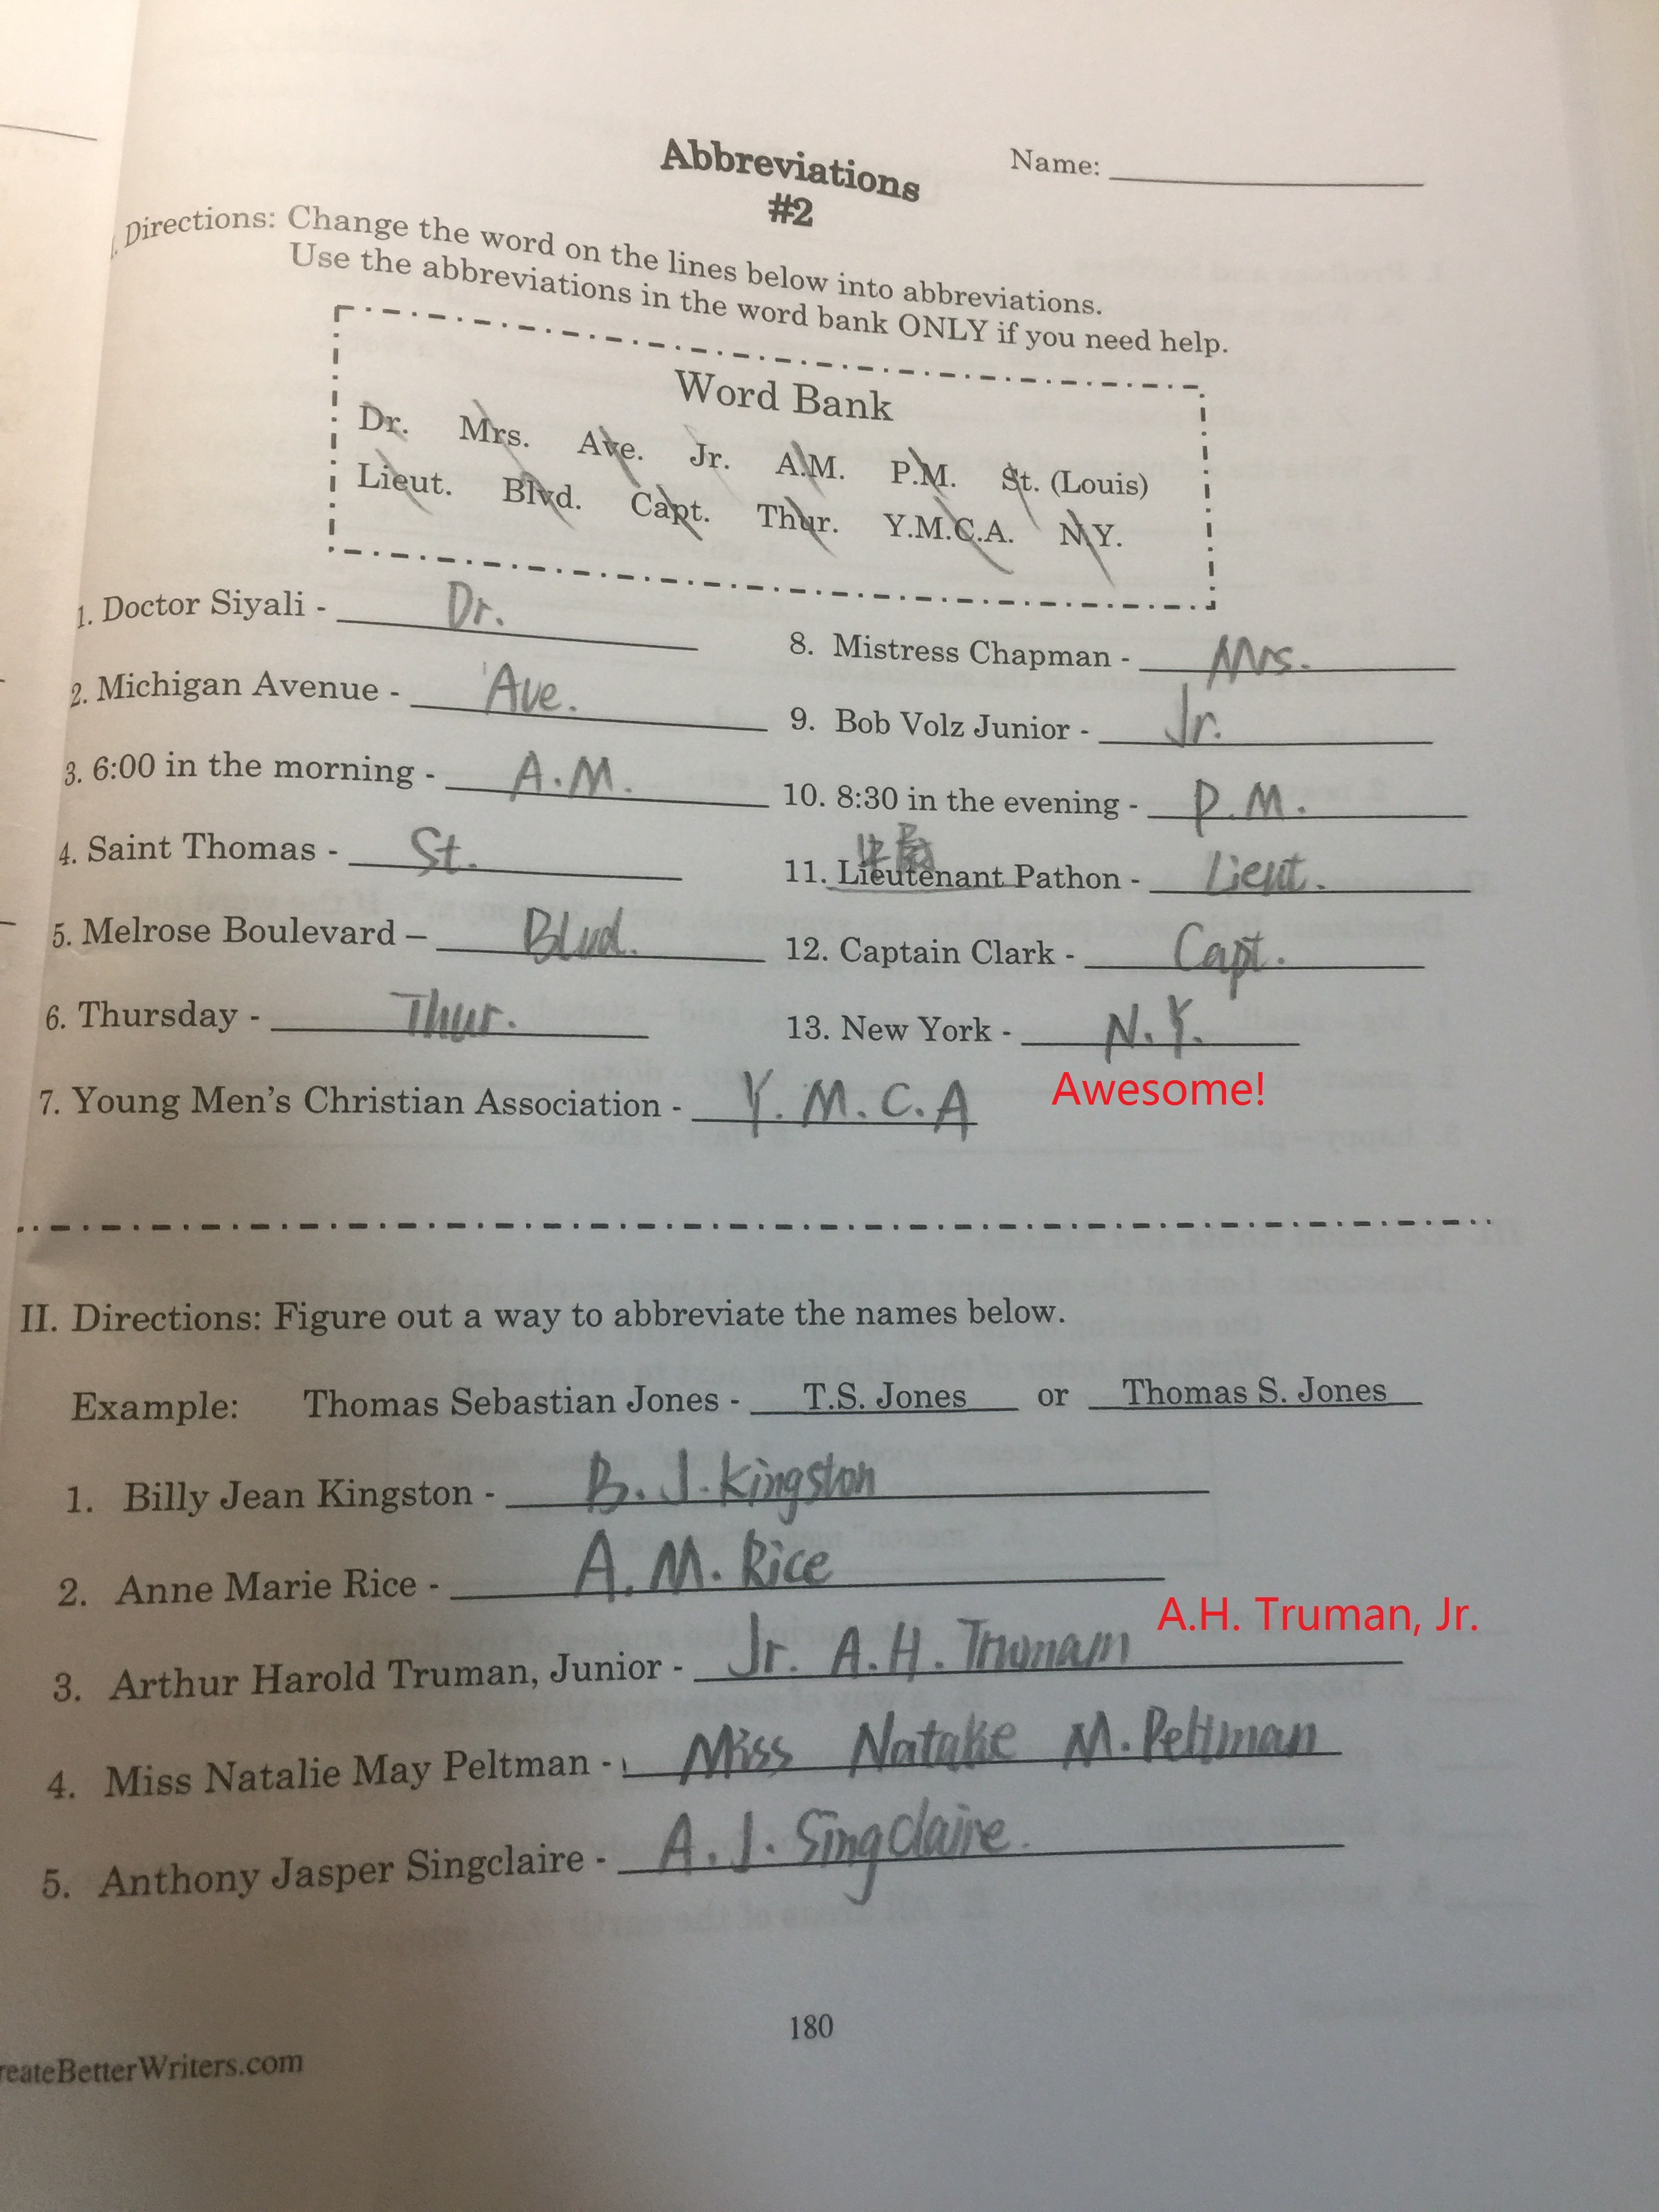 Abbreviations
#2
Name:
Directions: Change the word on the lines below into abbreviations.
Use the abbreviations in the word bank ONLY if you need help.
Word Bank
Dr. Mrs. Ave. Jr. A.M. P.M. St. (Louis)
Lieut. Blvd. Capt. Thur. Y.M.C.A. N.Y.
1. Doctor Siyali - Dr.
2. Michigan Avenue - Ave.
3. 6:00 in the morning - A.M.
4. Saint Thomas - St.
5. Melrose Boulevard – Blvd.
6. Thursday - Thur.
7. Young Men's Christian Association - Y.M.C.A
8. Mistress Chapman - Mrs.
9. Bob Volz Junior - Jr.
10. 8:30 in the evening - P.M.
11. Lieutenant Pathon - Lieut.
12. Captain Clark - Capt.
13. New York - N.Y.
Awesome!
II. Directions: Figure out a way to abbreviate the names below.
Example: Thomas Sebastian Jones - T.S. Jones or Thomas S. Jones
1. Billy Jean Kingston - B. J. Kingston
2. Anne Marie Rice - A. M. Rice
A.H. Truman, Jr.
3. Arthur Harold Truman, Junior - Jr. A.H.
4. Miss Natalie May Peltman - Miss M. Peltman
5. Anthony Jasper Singclaire - A. J. Singclaire.
180
reateBetterWriters.com